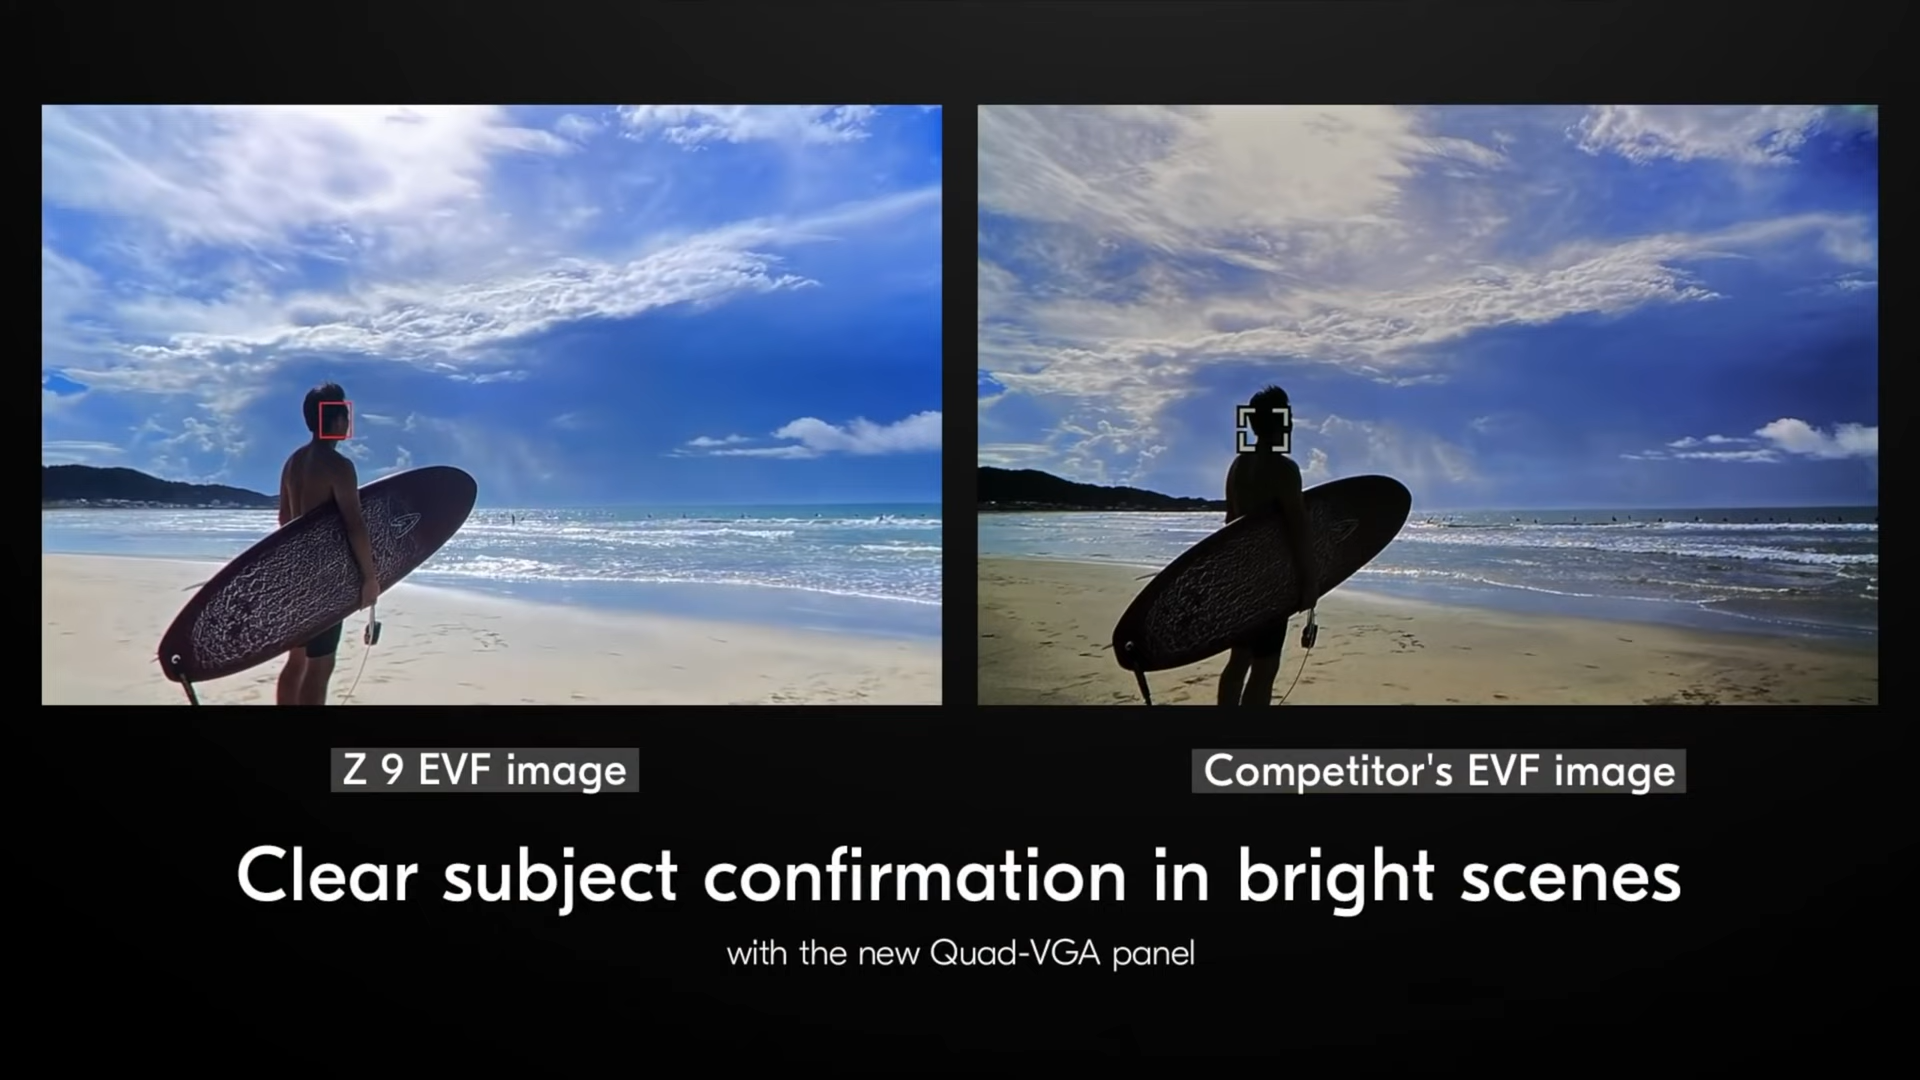 Z 9 EVF image
Competitor's EVF image
Clear subject confirmation in bright scenes
with the new Quad-VGA panel